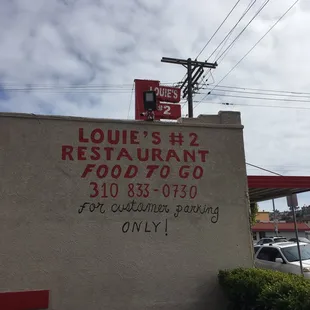 LOUIE'S
#2
LOUIE'S #2
RESTAURANT
FOOD TO GO
310 833-0730
for customer parking
ONLY!